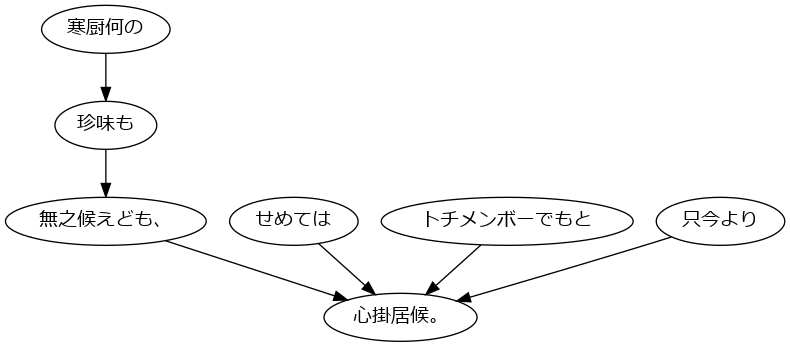 寒厨何の
珍味も
無之候えども、
せめては
トチメンボーでもと
只今より
心掛居候。